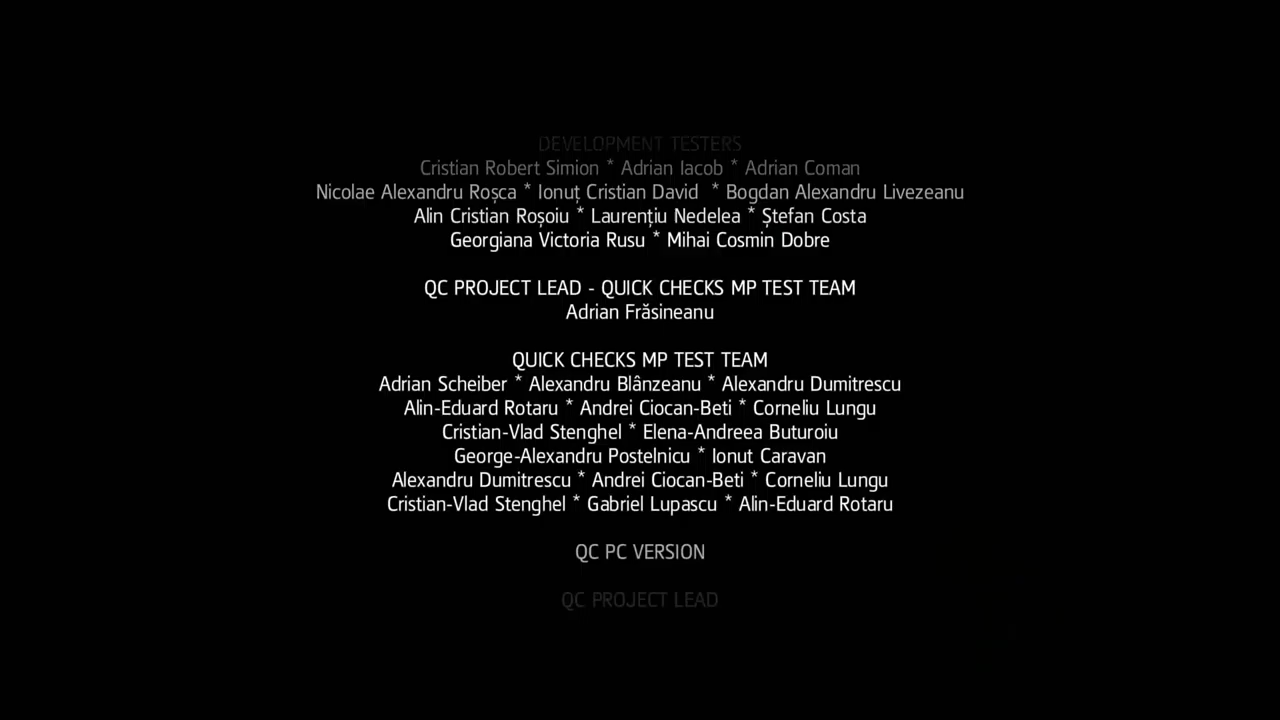 DEVELOPMENT TESTERS
Cristian Robert Simion * Adrian Iacob * Adrian Coman
Nicolae Alexandru Roșca * Ionuț Cristian David * Bogdan Alexandru Livezeanu
Alin Cristian Roșoiu * Laurențiu Nedelea * Ștefan Costa
Georgiana Victoria Rusu * Mihai Cosmin Dobre
QC PROJECT LEAD - QUICK CHECKS MP TEST TEAM
Adrian Frăsineanu
QUICK CHECKS MP TEST TEAM
Adrian Scheiber * Alexandru Blânzeanu * Alexandru Dumitrescu
Alin-Eduard Rotaru * Andrei Ciocan-Beti * Corneliu Lungu
Cristian-Vlad Stenghel * Elena-Andreea Buturoiu
George-Alexandru Postelnicu * Ionut Caravan
Alexandru Dumitrescu * Andrei Ciocan-Beti * Corneliu Lungu
Cristian-Vlad Stenghel * Gabriel Lupascu * Alin-Eduard Rotaru
QC PC VERSION
QC PROJECT LEAD